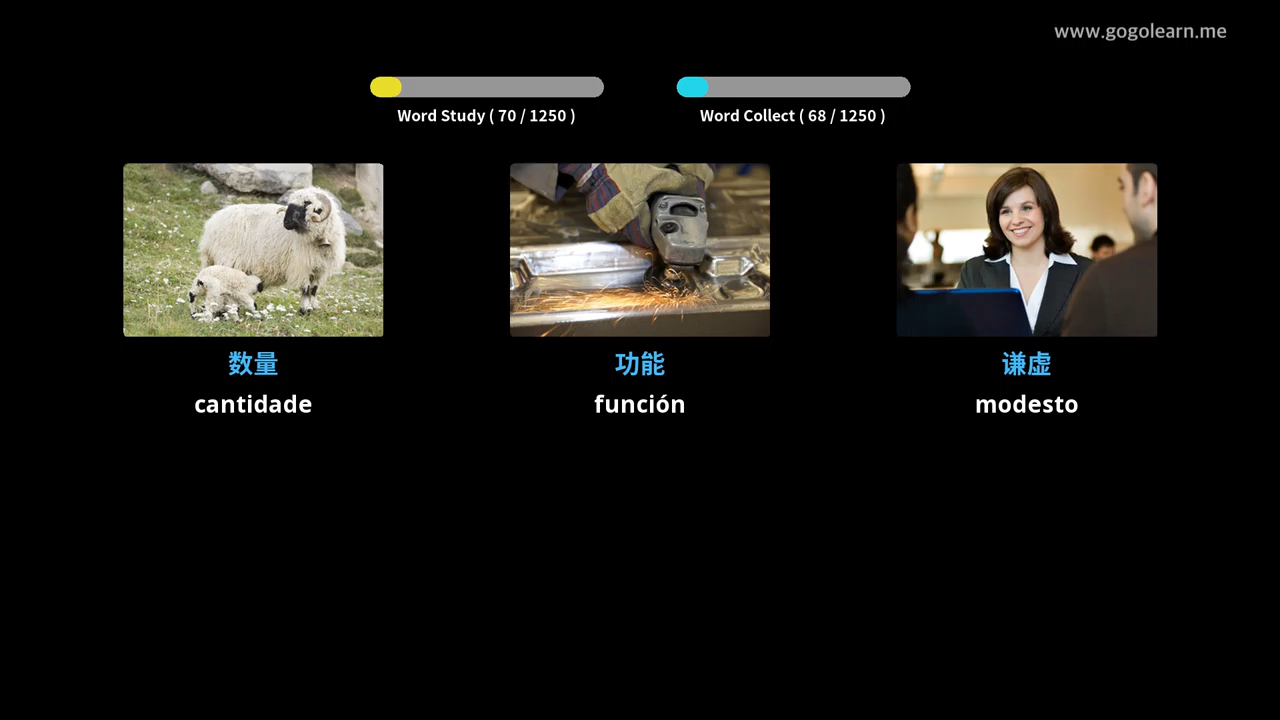 www.gogolearn.me
Word Study ( 70 / 1250 )
Word Collect ( 68 / 1250 )
数量
cantidade
功能
función
谦虚
modesto